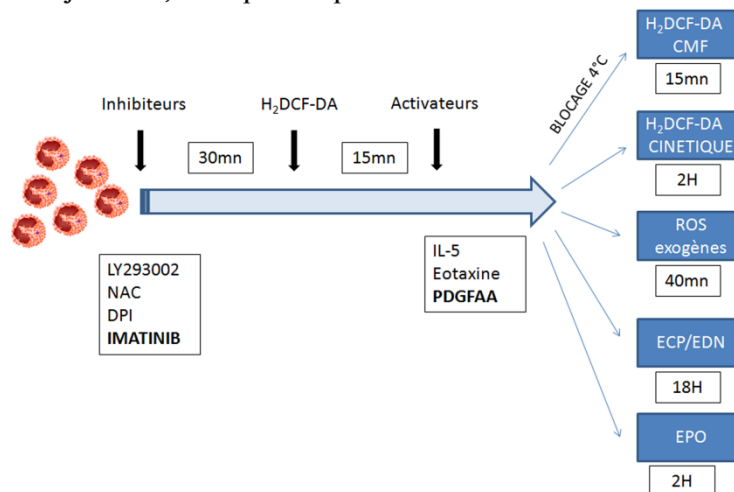 H₂DCF-DA
CMF
15mn
BLOCAGE 4°C
Inhibiteurs
H₂DCF-DA
Activateurs
30mn
15mn
H₂DCF-DA
CINETIQUE
2H
ROS
exogènes
40mn
LY293002
NAC
DPI
IMATINIB
IL-5
Eotaxine
PDGFAA
ECP/EDN
18H
EPO
2H